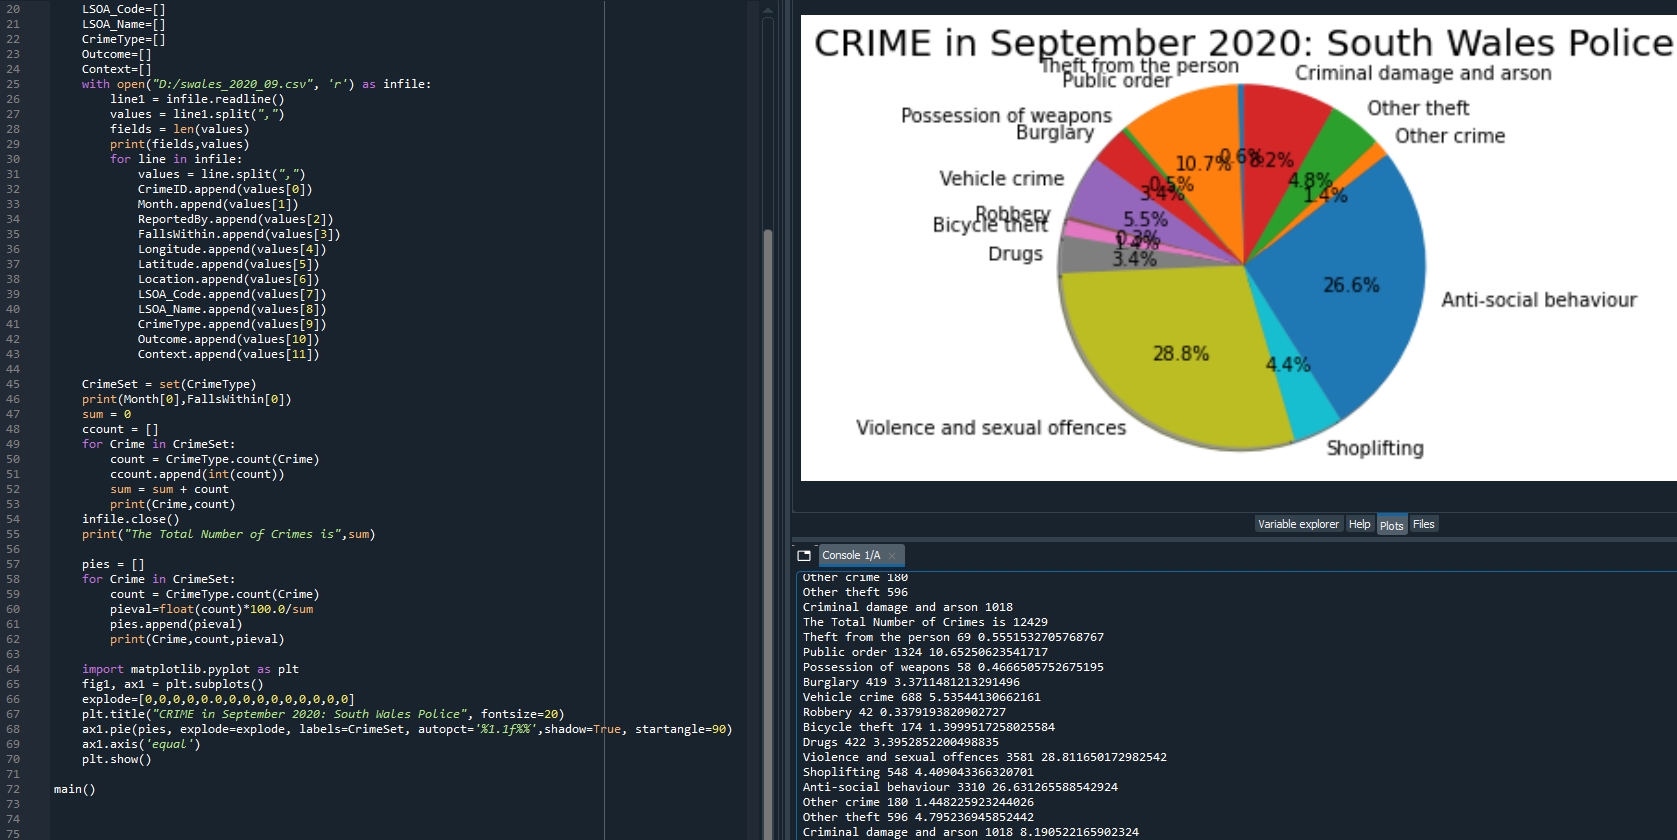 20 LSOA_Code=[]
21 LSOA_Name=[]
22 CrimeType=[]
23 Outcome=[]
24 Context=[]
25 with open("D:/swales_2020_09.csv", 'r') as infile:
26 line1 = infile.readline()
27 values = line1.split(",")
28 fields = len(values)
29 print(fields,values)
30 for line in infile:
31 values = line.split(",")
32 CrimeID.append(values[0])
33 Month.append(values[1])
34 ReportedBy.append(values[2])
35 FallsWithin.append(values[3])
36 Longitude.append(values[4])
37 Latitude.append(values[5])
38 Location.append(values[6])
39 LSOA_Code.append(values[7])
40 LSOA_Name.append(values[8])
41 CrimeType.append(values[9])
42 Outcome.append(values[10])
43 Context.append(values[11])
44
45 CrimeSet = set(CrimeType)
46 print(Month[0],FallsWithin[0])
47 sum = 0
48 ccount = []
49 for Crime in CrimeSet:
50 count = CrimeType.count(Crime)
51 ccount.append(int(count))
52 sum = sum + count
53 print(Crime,count)
54 infile.close()
55 print("The Total Number of Crimes is",sum)
56
57 pies = []
58 for Crime in CrimeSet:
59 count = CrimeType.count(Crime)
60 pieval=float(count)*100.0/sum
61 pies.append(pieval)
62 print(Crime,count,pieval)
63
64 import matplotlib.pyplot as plt
65 fig1, ax1 = plt.subplots()
66 explode=[0,0,0,0,0.0,0,0,0,0,0,0,0,0,0]
67 plt.title("CRIME in September 2020: South Wales Police", fontsize=20)
68 ax1.pie(pies, explode=explode, labels=CrimeSet, autopct='%1.1f%%',shadow=True, startangle=90)
69 ax1.axis('equal')
70 plt.show()
71
72 main()
73
74
75
CRIME in September 2020: South Wales Police
Theft from the person
Public order
Possession of weapons
Burglary
Vehicle crime
Robbery
Bicycle theft
Drugs
Violence and sexual offences
Shoplifting
Anti-social behaviour
Other crime
Other theft
Criminal damage and arson
0.6%
10.7%
0.5%
3.4%
5.5%
0.3%
1.4%
3.4%
28.8%
4.4%
26.6%
1.4%
4.8%
8.2%
Variable explorer Help Plots Files
Console 1/A
Other crime 180
Other theft 596
Criminal damage and arson 1018
The Total Number of Crimes is 12429
Theft from the person 69 0.5551532705768767
Public order 1324 10.65250623541717
Possession of weapons 58 0.4666505752675195
Burglary 419 3.3711481213291496
Vehicle crime 688 5.53544130662161
Robbery 42 0.3379193820902727
Bicycle theft 174 1.3999517258025584
Drugs 422 3.3952852200498835
Violence and sexual offences 3581 28.811650172982542
Shoplifting 548 4.409043366320701
Anti-social behaviour 3310 26.631265588542924
Other crime 180 1.448225923244026
Other theft 596 4.795236945852442
Criminal damage and arson 1018 8.190522165902324